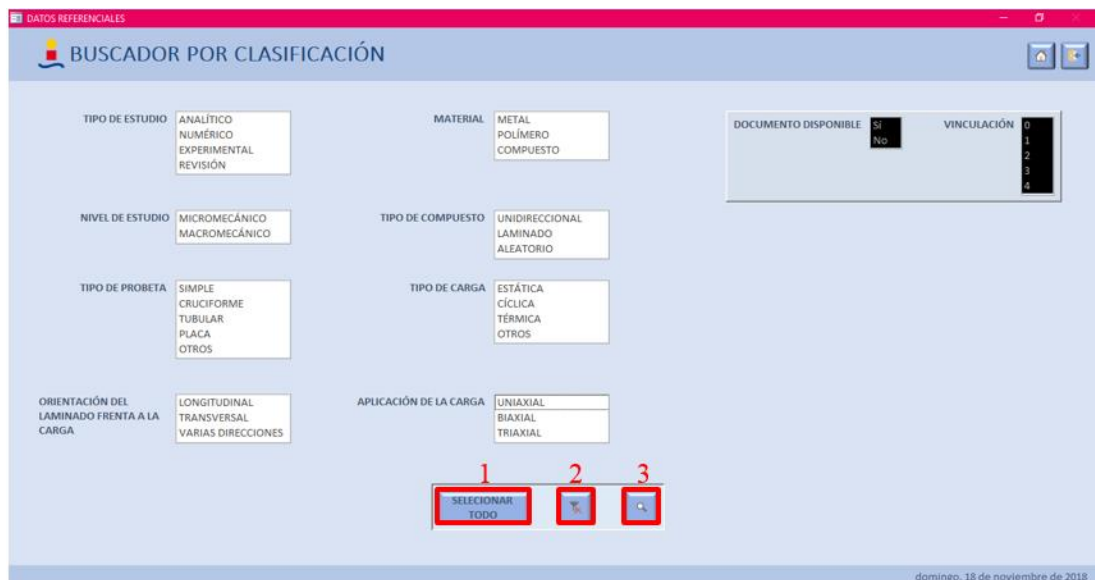 DATOS REFERENCIALES
BUSCADOR POR CLASIFICACIÓN
TIPO DE ESTUDIO
ANALÍTICO
NUMÉRICO
EXPERIMENTAL
REVISIÓN
MATERIAL
METAL
POLÍMERO
COMPUESTO
DOCUMENTO DISPONIBLE
Sí
No
VINCULACIÓN
0
1
2
3
4
NIVEL DE ESTUDIO
MICROMECÁNICO
MACROMECÁNICO
TIPO DE COMPUESTO
UNIDIRECCIONAL
LAMINADO
ALEATORIO
TIPO DE PROBETA
SIMPLE
CRUCIFORME
TUBULAR
PLACA
OTROS
TIPO DE CARGA
ESTÁTICA
CÍCLICA
TÉRMICA
OTROS
ORIENTACIÓN DEL
LAMINADO FRENTE A LA
CARGA
LONGITUDINAL
TRANSVERSAL
VARIAS DIRECCIONES
APLICACIÓN DE LA CARGA
UNIAXIAL
BIAXIAL
TRIAXIAL
1
2
3
SELECIONAR
TODO
domingo, 18 de noviembre de 2018